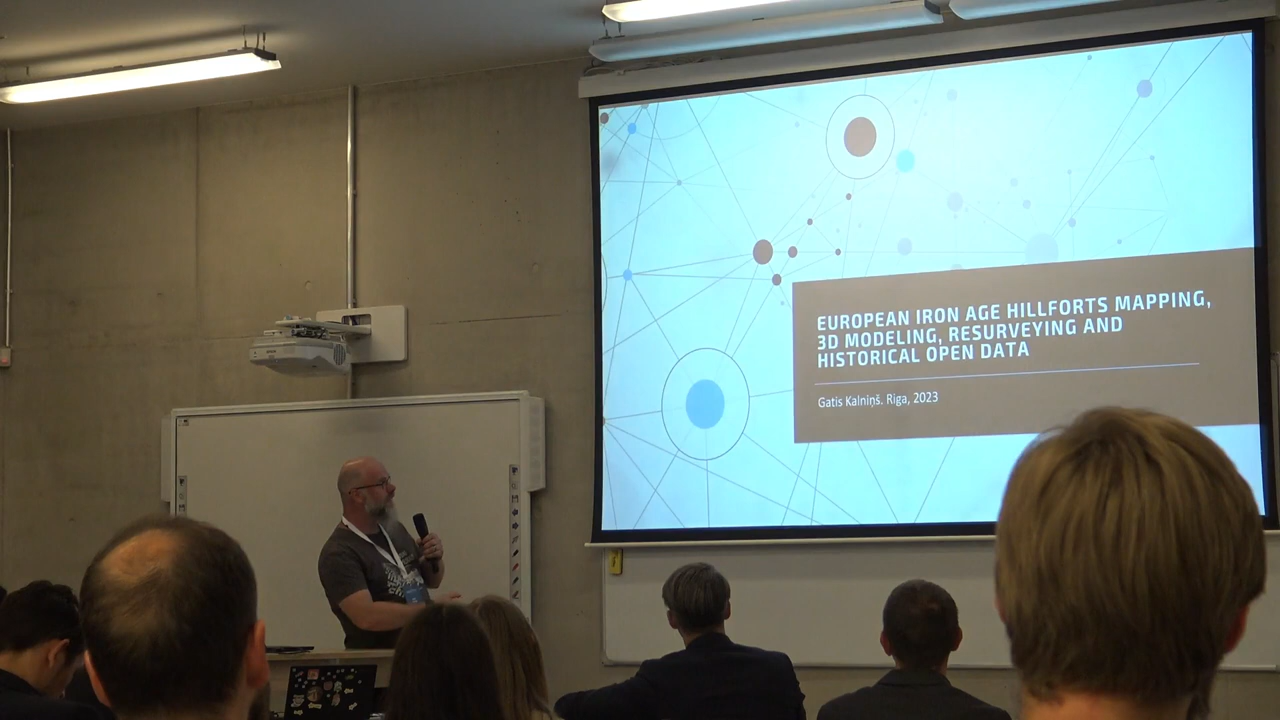 EUROPEAN IRON AGE HILLFORTS MAPPING,
3D MODELING, RESURVEYING AND
HISTORICAL OPEN DATA
Gatis Kalniņš. Riga, 2023